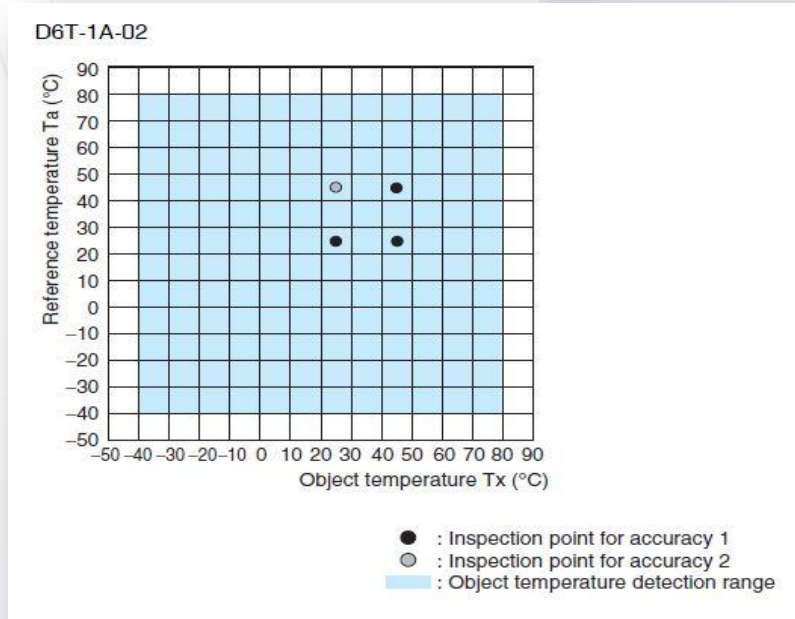 D6T-1A-02
Reference temperature Ta (°C)
90
80
70
60
50
40
30
20
10
0
−10
−20
−30
−40
−50
−50 −40 −30 −20 −10 0 10 20 30 40 50 60 70 80 90
Object temperature Tx (°C)
: Inspection point for accuracy 1
: Inspection point for accuracy 2
: Object temperature detection range